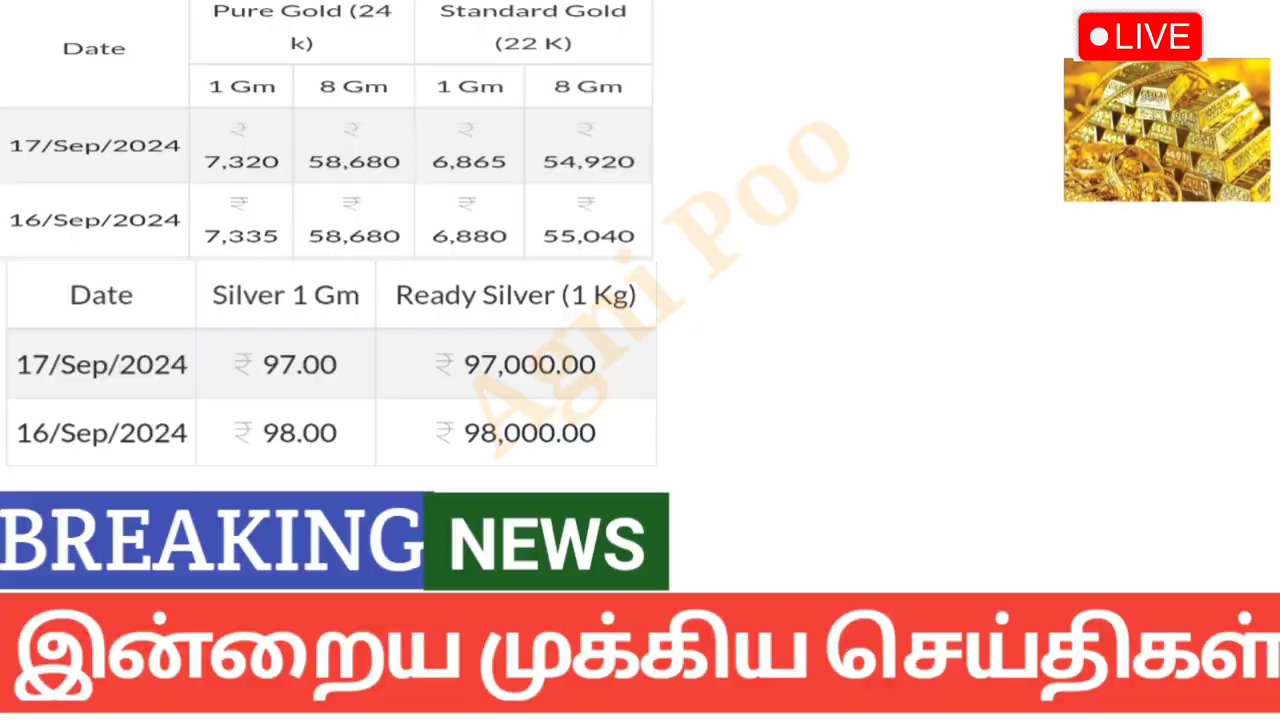 LIVE
Pure Gold (24 k)
Standard Gold (22 K)
Date
1 Gm 8 Gm 1 Gm 8 Gm
17/Sep/2024 ₹ 7,320 ₹ 58,680 ₹ 6,865 ₹ 54,920
16/Sep/2024 ₹ 7,335 ₹ 58,680 ₹ 6,880 ₹ 55,040
Date Silver 1 Gm Ready Silver (1 Kg)
17/Sep/2024 ₹ 97.00 ₹ 97,000.00
16/Sep/2024 ₹ 98.00 ₹ 98,000.00
Agni Poo
BREAKING NEWS
இன்றைய முக்கிய செய்திகள்